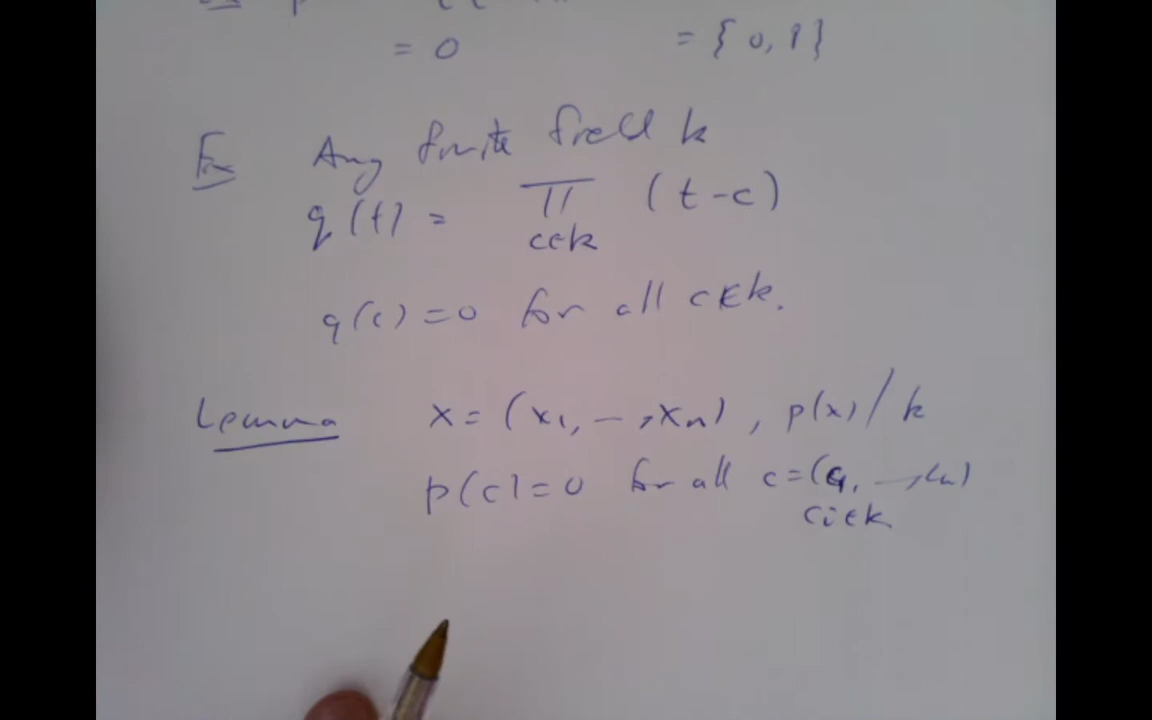 = 0 = { 0, 1 }
Ex Any finite field k
q(t) = ∏ (t-c)
c∈k
q(c) = 0 for all c∈k.
Lemma x = (x₁, –, xₙ), p(x) / k
p(c) = 0 for all c = (c₁, –, cₙ)
cᵢ∈k